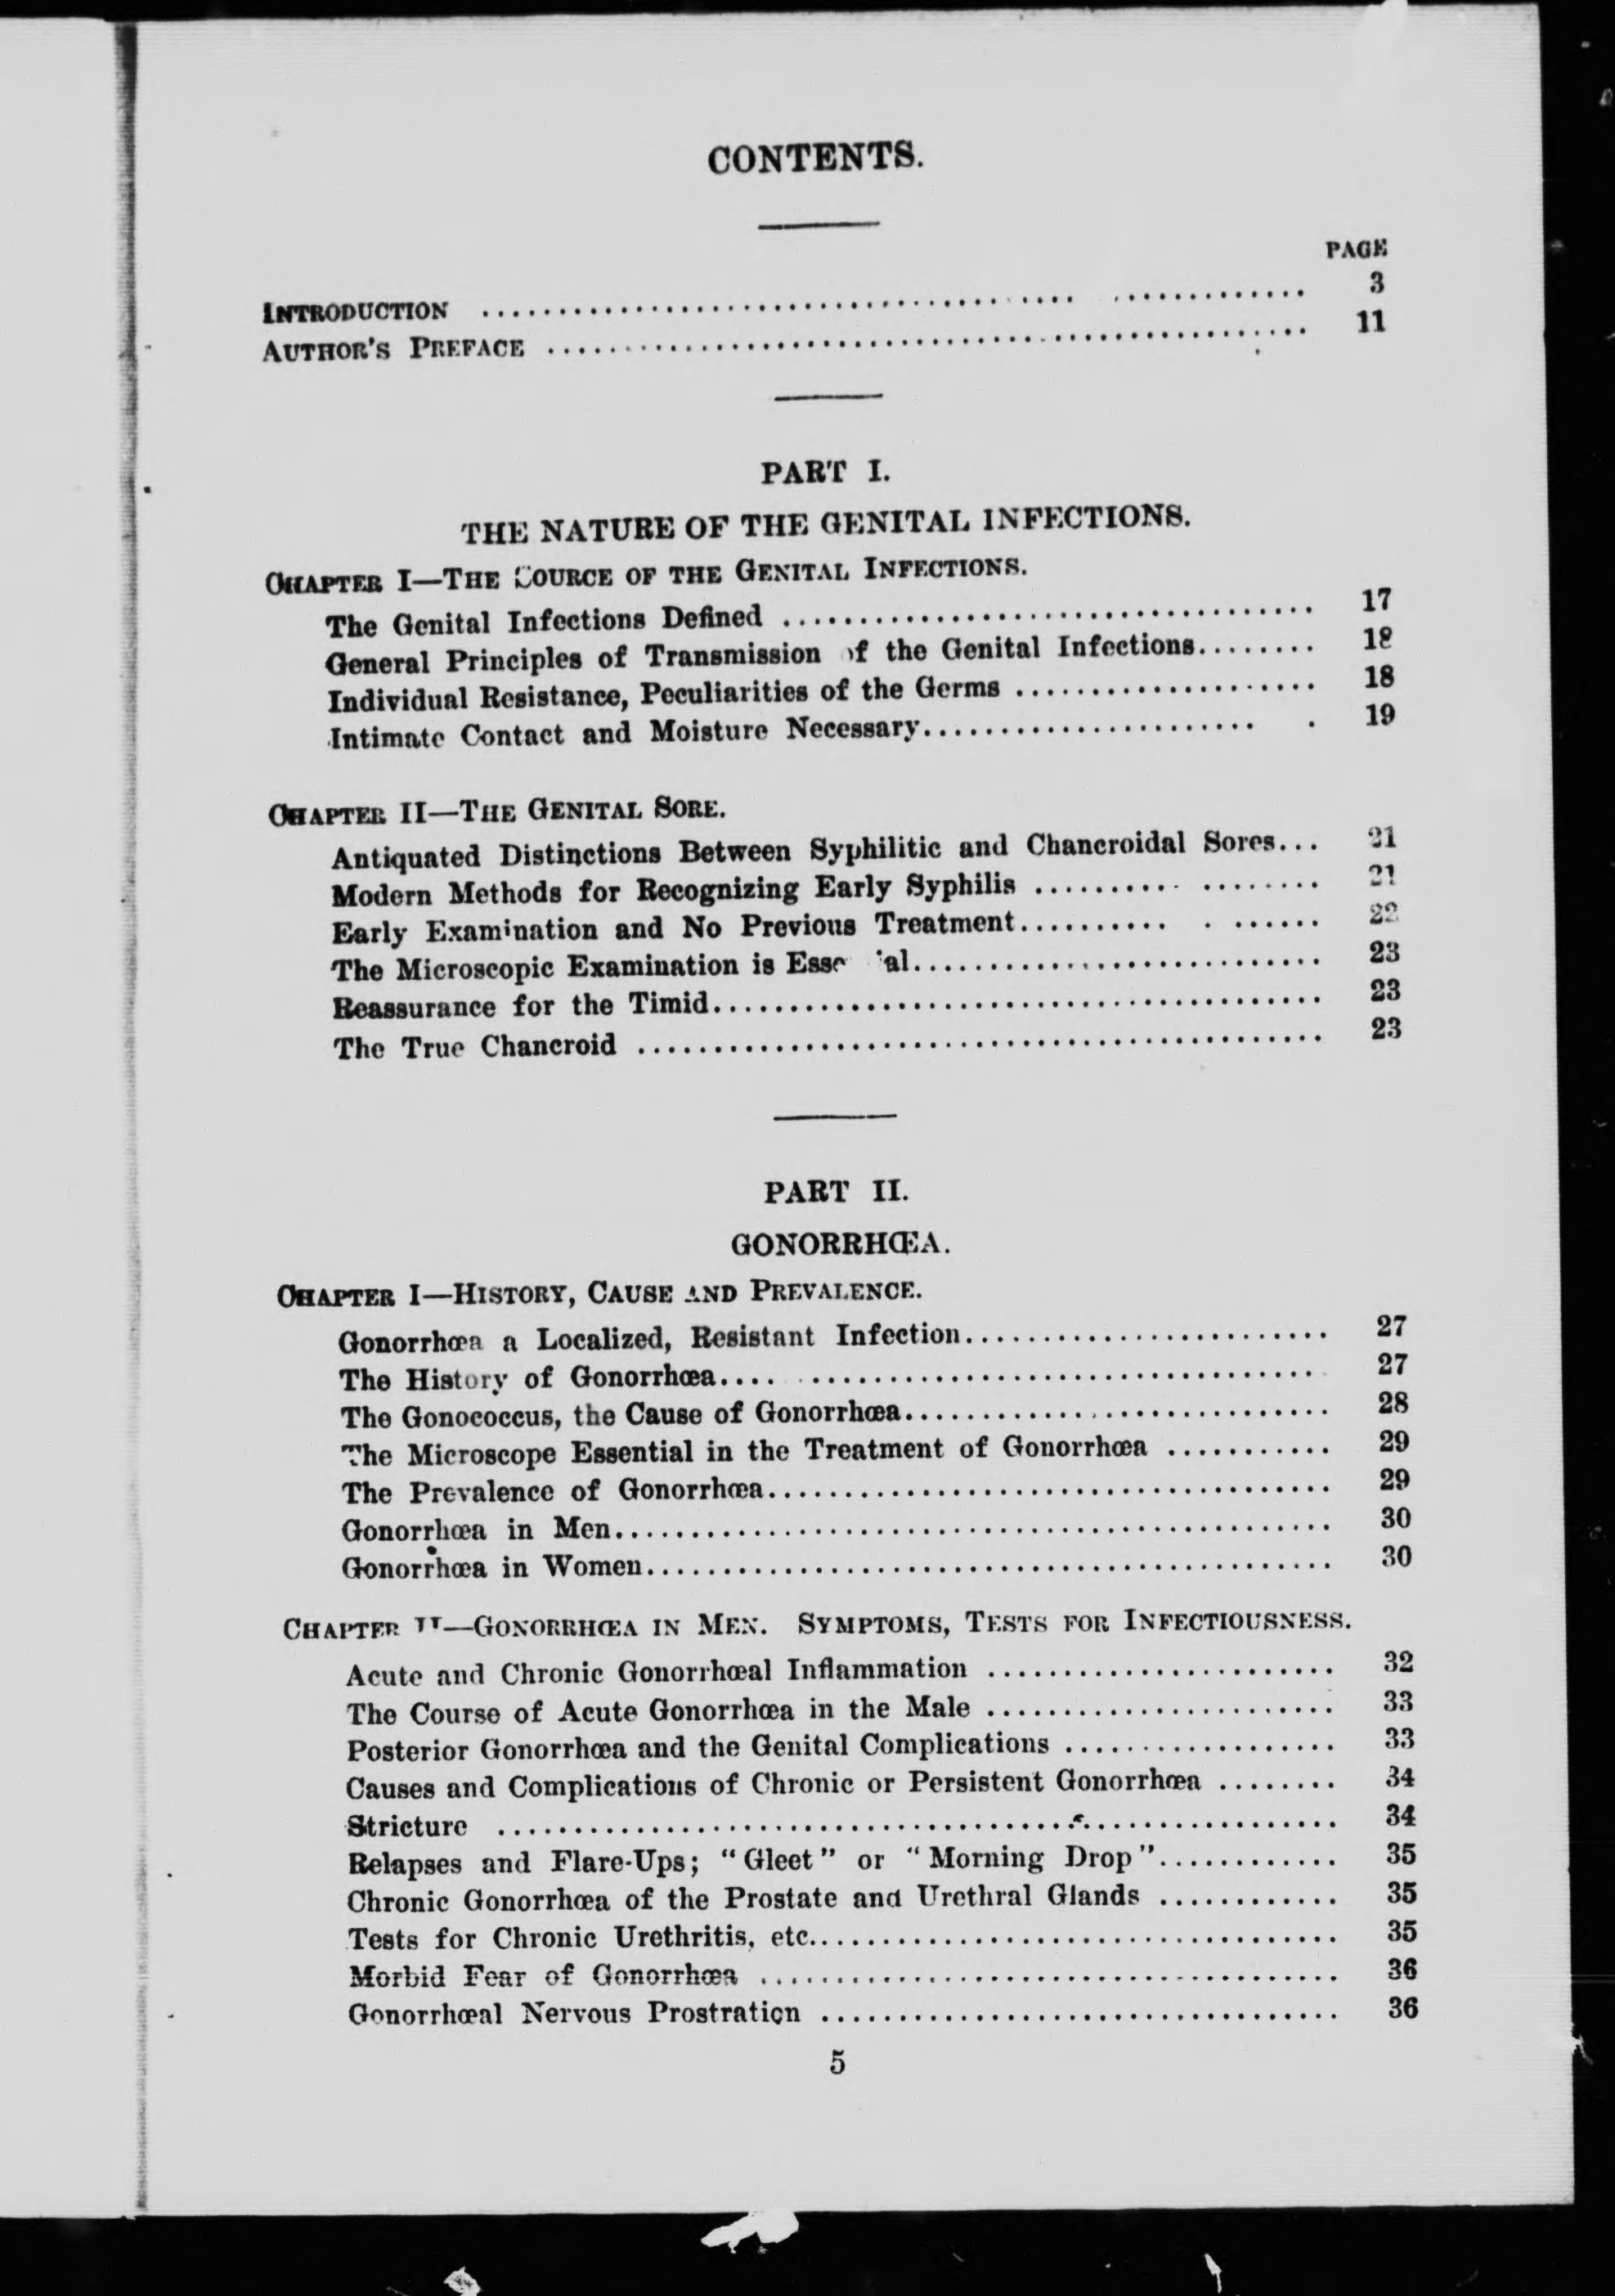 CONTENTS.
PAGE
INTRODUCTION ........................................ 3
AUTHOR'S PREFACE ........................................ 11
PART I.
THE NATURE OF THE GENITAL INFECTIONS.
CHAPTER I—THE SOURCE OF THE GENITAL INFECTIONS.
The Genital Infections Defined ........................................ 17
General Principles of Transmission of the Genital Infections........ 18
Individual Resistance, Peculiarities of the Germs .................... 18
Intimate Contact and Moisture Necessary...................... . 19
CHAPTER II—THE GENITAL SORE.
Antiquated Distinctions Between Syphilitic and Chancroidal Sores... 21
Modern Methods for Recognizing Early Syphilis ................... 21
Early Examination and No Previous Treatment.................. 22
The Microscopic Examination is ........................... 23
Reassurance for the Timid........................................ 23
The True Chancroid ........................................ 23
PART II.
GONORRHŒA.
CHAPTER I—HISTORY, CAUSE AND PREVALENCE.
Gonorrhœa a Localized, Resistant Infection........................ 27
The History of Gonorrhœa........................................ 27
The Gonococcus, the Cause of Gonorrhœa............................ 28
The Microscope Essential in the Treatment of Gonorrhœa ........... 29
The Prevalence of Gonorrhœa..................................... 29
Gonorrhœa in Men........................................ 30
Gonorrhœa in Women........................................ 30
CHAPTER II—GONORRHŒA IN MEN. SYMPTOMS, TESTS FOR INFECTIOUSNESS.
Acute and Chronic Gonorrhœal Inflammation ....................... 32
The Course of Acute Gonorrhœa in the Male ....................... 33
Posterior Gonorrhœa and the Genital Complications .................. 33
Causes and Complications of Chronic or Persistent Gonorrhœa ........ 34
Stricture ........................................ 34
Relapses and Flare-Ups; "Gleet" or "Morning Drop"............ 35
Chronic Gonorrhœa of the Prostate and Urethral Glands ............ 35
Tests for Chronic Urethritis, etc................................... 35
Morbid Fear of Gonorrhœa ...................................... 36
Gonorrhœal Nervous Prostration .................................. 36
5